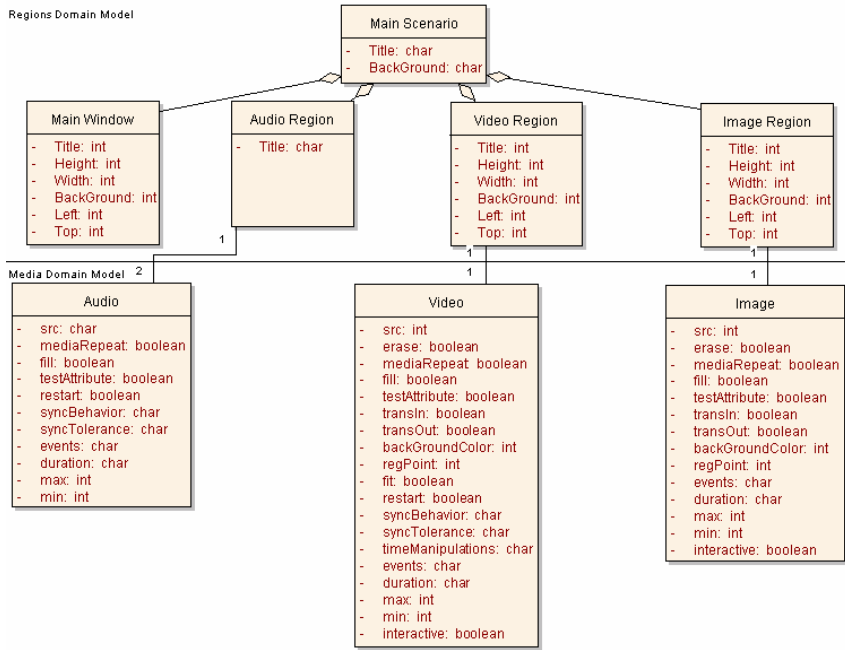 Regions Domain Model
Main Scenario
- Title: char
- BackGround: char
Main Window
- Title: int
- Height: int
- Width: int
- BackGround: int
- Left: int
- Top: int
Audio Region
- Title: char
Video Region
- Title: int
- Height: int
- Width: int
- BackGround: int
- Left: int
- Top: int
Image Region
- Title: int
- Height: int
- Width: int
- BackGround: int
- Left: int
- Top: int
1
1
1
Media Domain Model
2
1
1
Audio
- src: char
- mediaRepeat: boolean
- fill: boolean
- testAttribute: boolean
- restart: boolean
- syncBehavior: char
- syncTolerance: char
- events: char
- duration: char
- max: int
- min: int
Video
- src: int
- erase: boolean
- mediaRepeat: boolean
- fill: boolean
- testAttribute: boolean
- transIn: boolean
- transOut: boolean
- backGroundColor: int
- regPoint: int
- fit: boolean
- restart: boolean
- syncBehavior: char
- syncTolerance: char
- timeManipulations: char
- events: char
- duration: char
- max: int
- min: int
- interactive: boolean
Image
- src: int
- erase: boolean
- mediaRepeat: boolean
- fill: boolean
- testAttribute: boolean
- transIn: boolean
- transOut: boolean
- backGroundColor: int
- regPoint: int
- events: char
- duration: char
- max: int
- min: int
- interactive: boolean